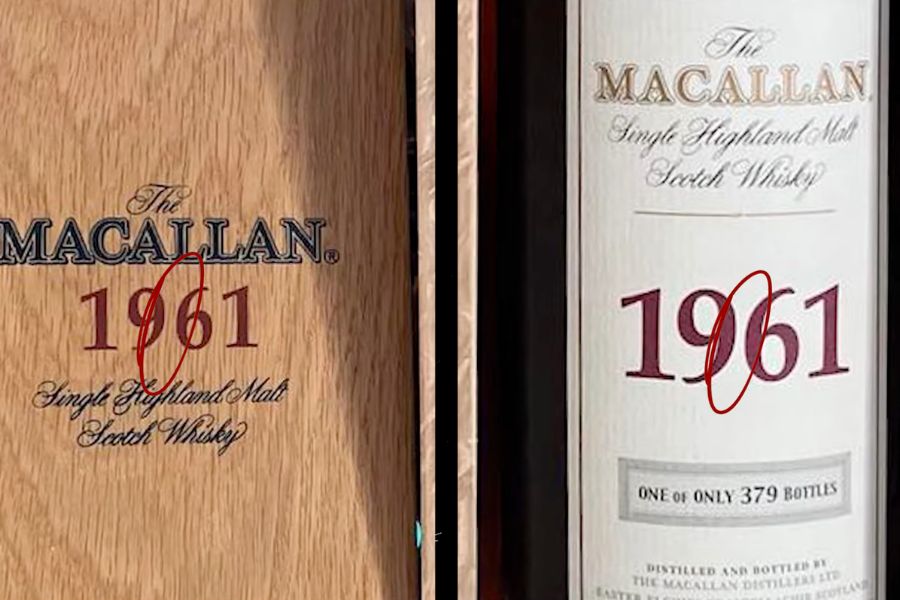 The
MACALLAN®
1961
Single Highland Malt
Scotch Whisky
The
MACALLAN.
Single Highland Malt
Scotch Whisky
1961
ONE OF ONLY 379 BOTTLES
DISTILLED AND BOTTLED BY
THE MACALLAN DISTILLERS LTD
SCOTLAND